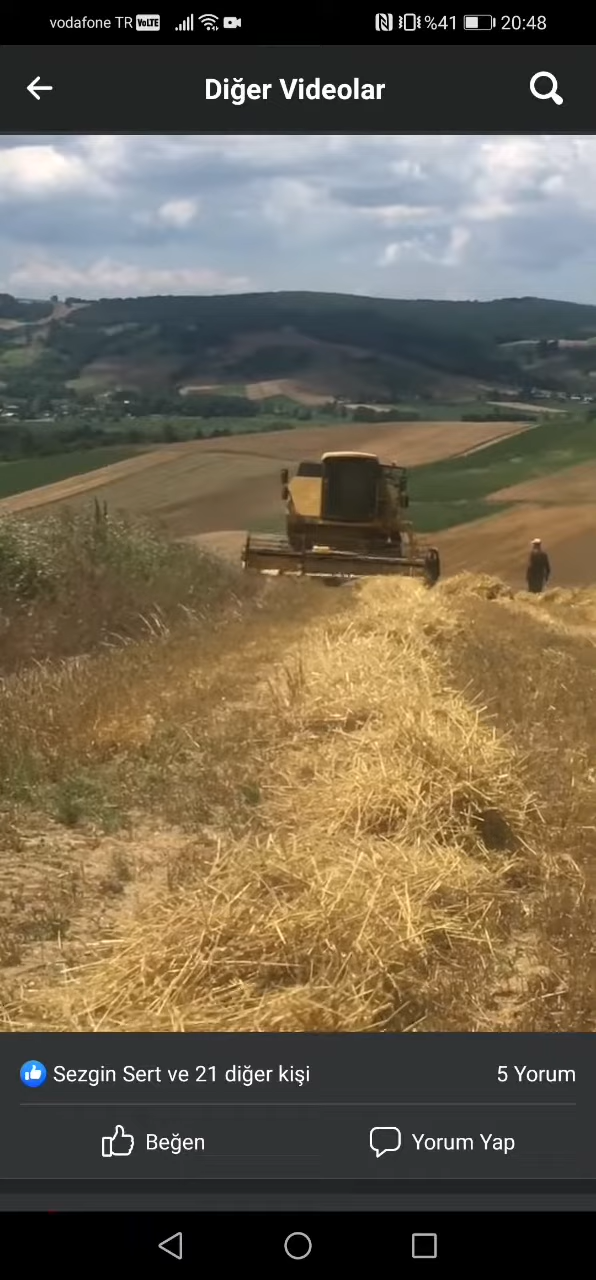 vodafone TR VoLTE %41 20:48
Diğer Videolar
Sezgin Sert ve 21 diğer kişi 5 Yorum
Beğen Yorum Yap